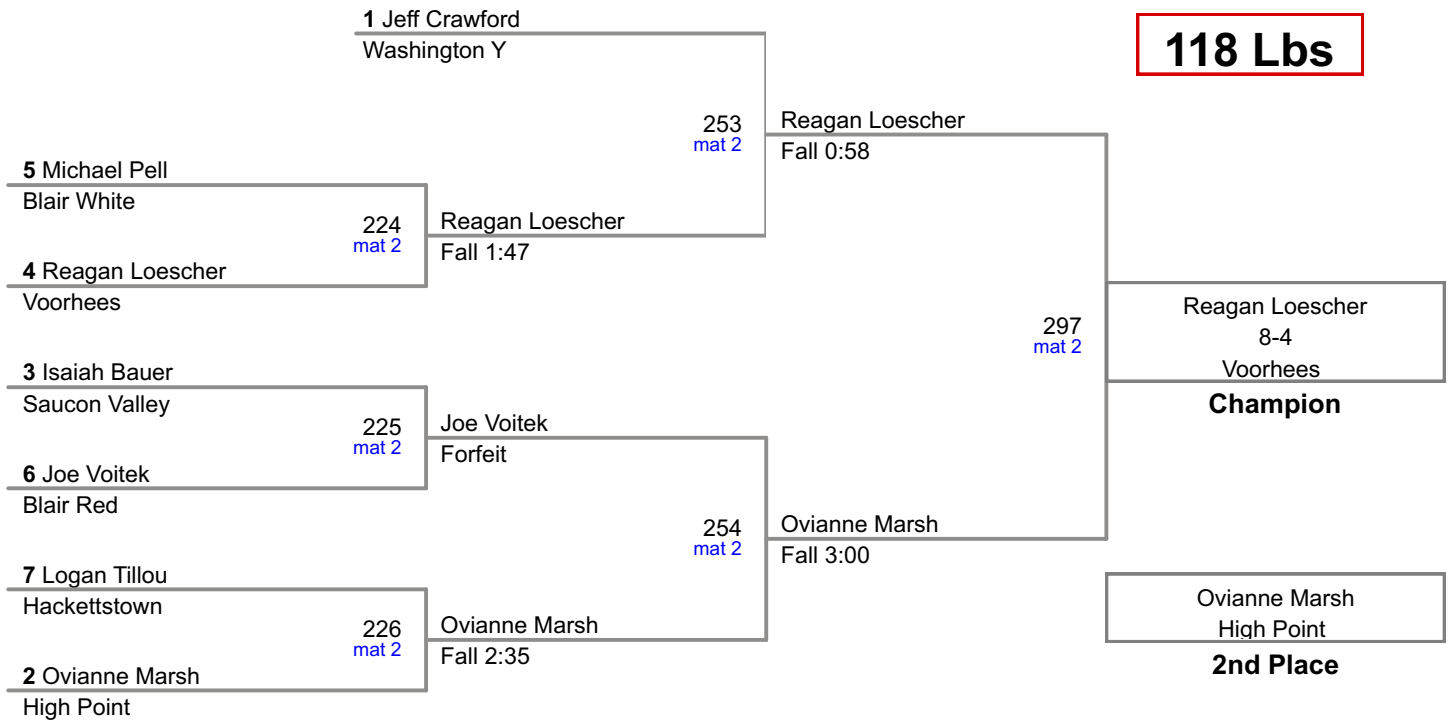 1 Jeff Crawford
Washington Y
118 Lbs
253
mat 2
Reagan Loescher
Fall 0:58
5 Michael Pell
Blair White
224
mat 2
Reagan Loescher
Fall 1:47
4 Reagan Loescher
Voorhees
297
mat 2
Reagan Loescher
8-4
Voorhees
Champion
3 Isaiah Bauer
Saucon Valley
225
mat 2
Joe Voitek
Forfeit
6 Joe Voitek
Blair Red
254
mat 2
Ovianne Marsh
Fall 3:00
7 Logan Tillou
Hackettstown
226
mat 2
Ovianne Marsh
Fall 2:35
2 Ovianne Marsh
High Point
Ovianne Marsh
High Point
2nd Place